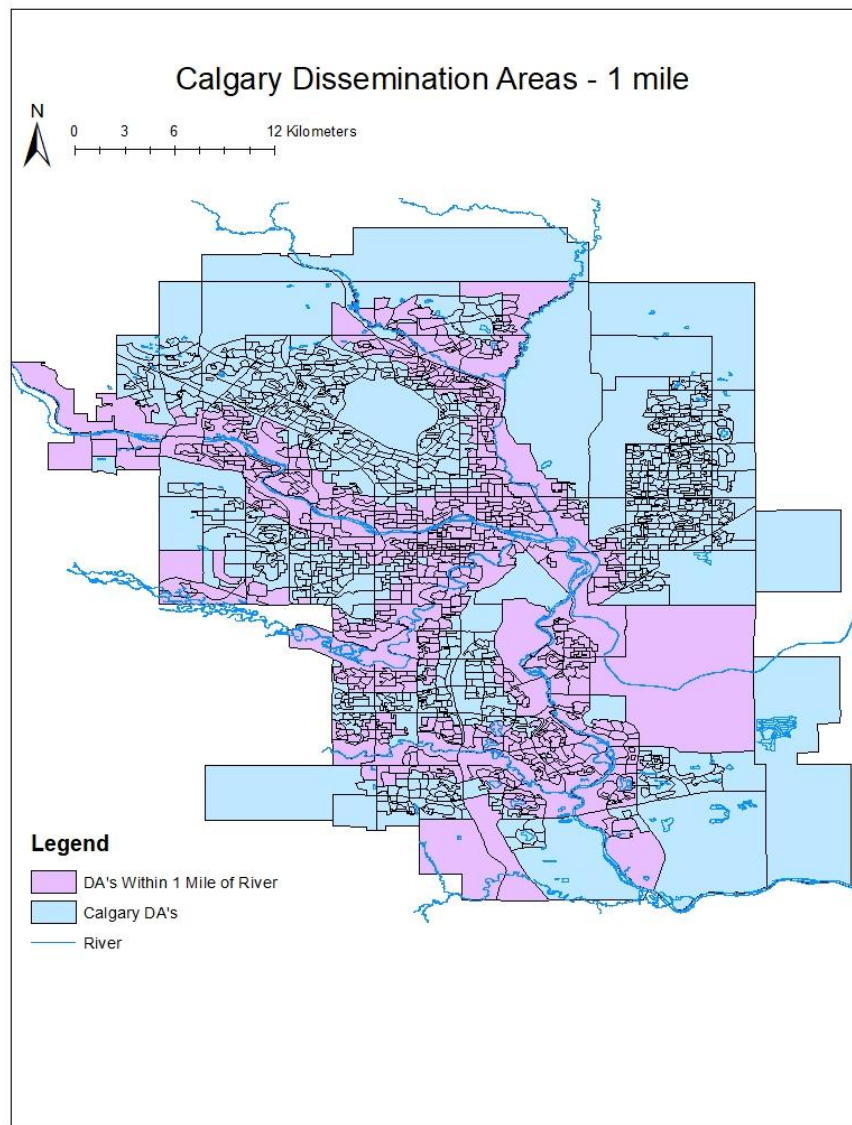 Calgary Dissemination Areas - 1 mile
N
0 3 6 12 Kilometers
Legend
DA's Within 1 Mile of River
Calgary DA's
River